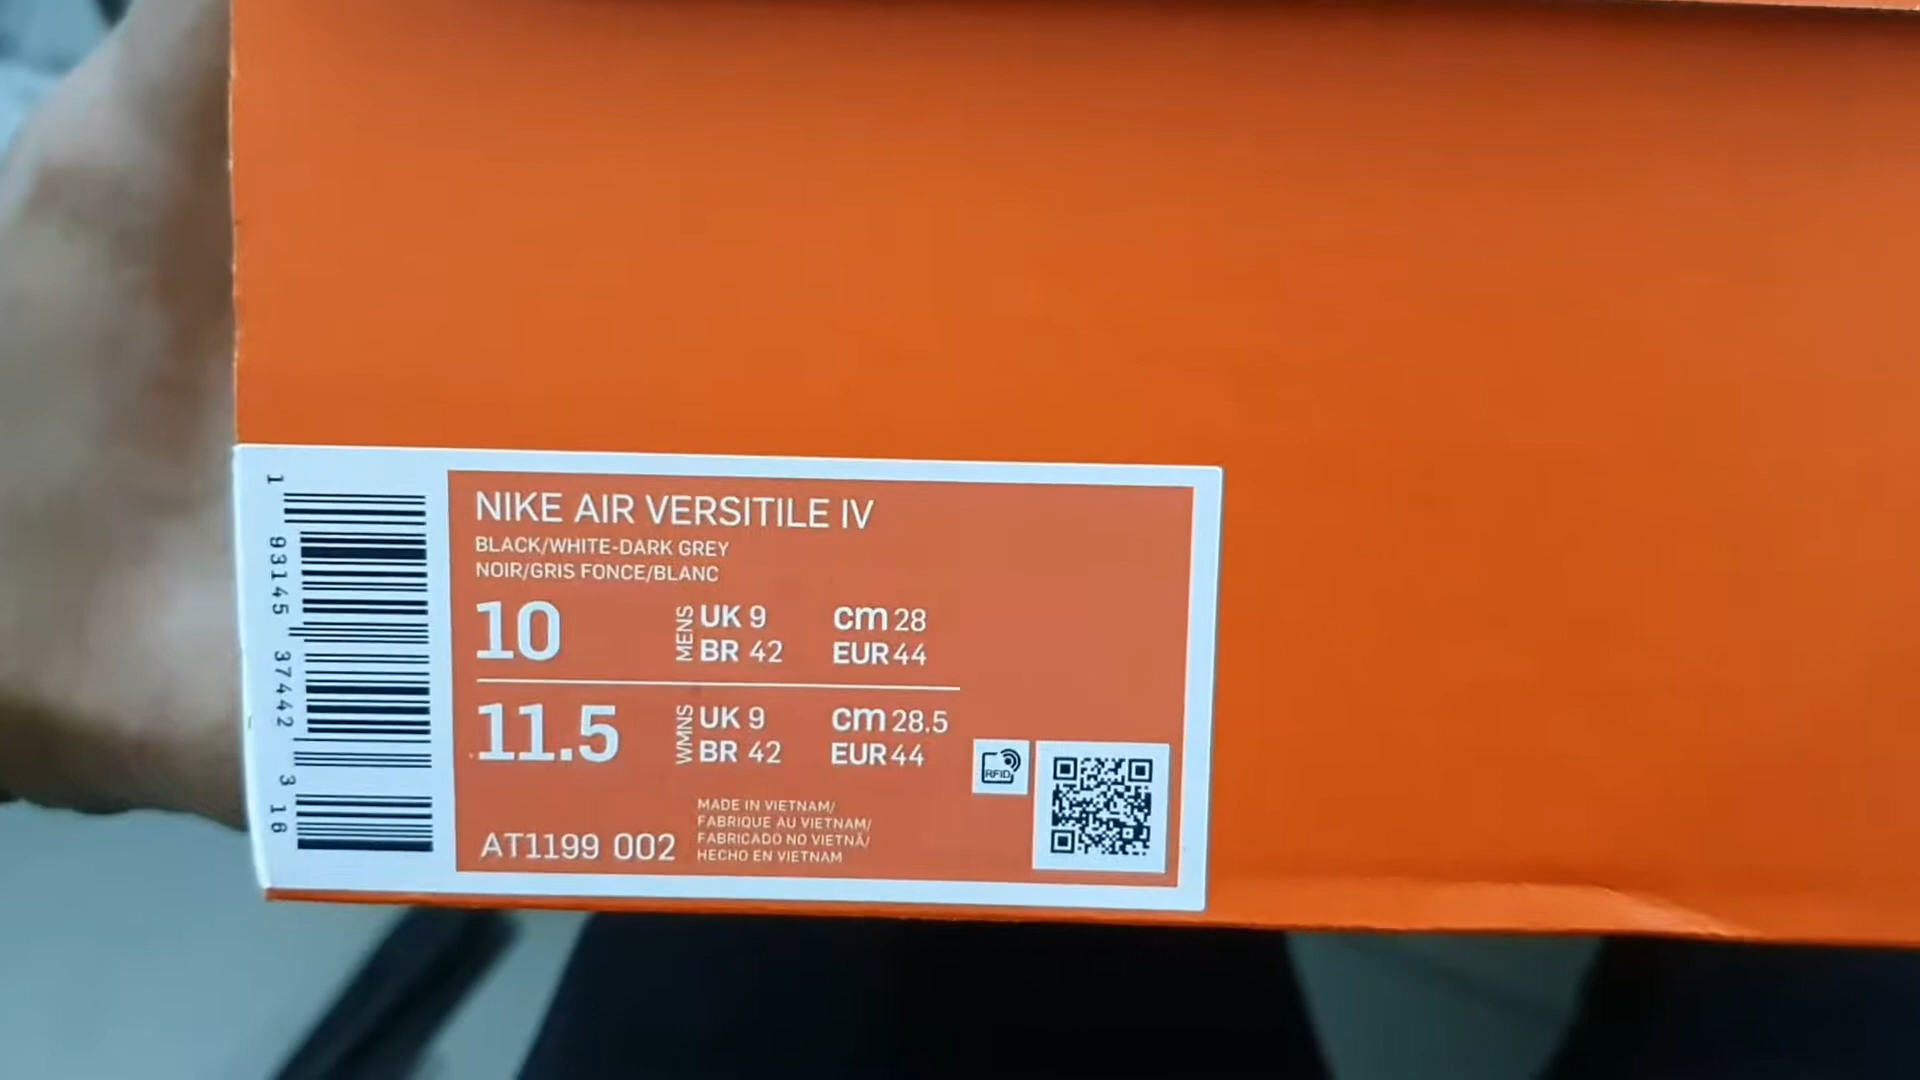 1 93145 37442 3 16
NIKE AIR VERSITILE IV
BLACK/WHITE-DARK GREY
NOIR/GRIS FONCE/BLANC
10 MENS UK 9 cm 28
BR 42 EUR 44
11.5 WMNS UK 9 cm 28.5
BR 42 EUR 44
RFID
AT1199 002
MADE IN VIETNAM/
FABRIQUE AU VIETNAM/
FABRICADO NO VIETNÃ/
HECHO EN VIETNAM